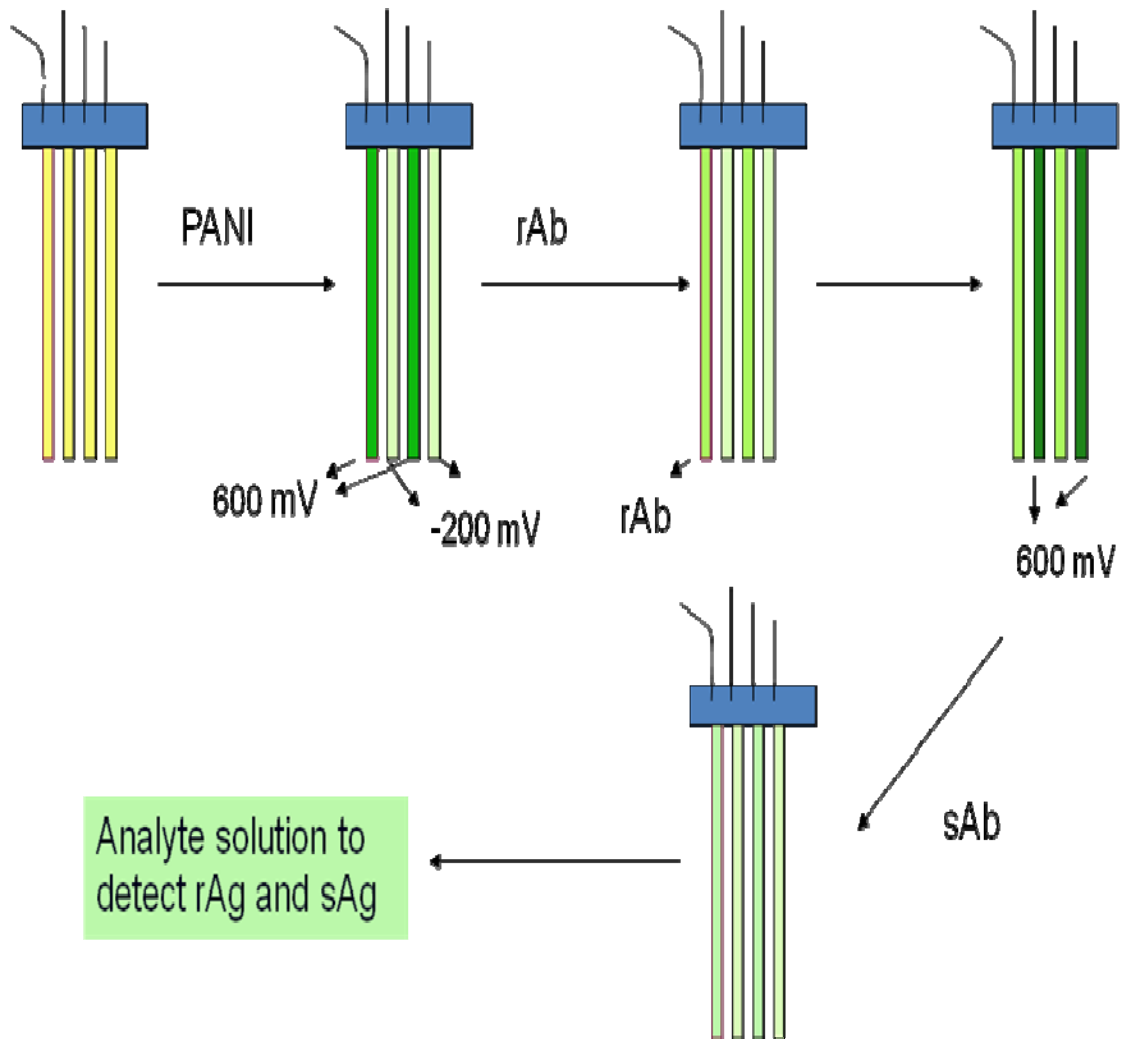 PANI
rAb
600 mV
-200 mV
rAb
600 mV
sAb
Analyte solution to
detect rAg and sAg